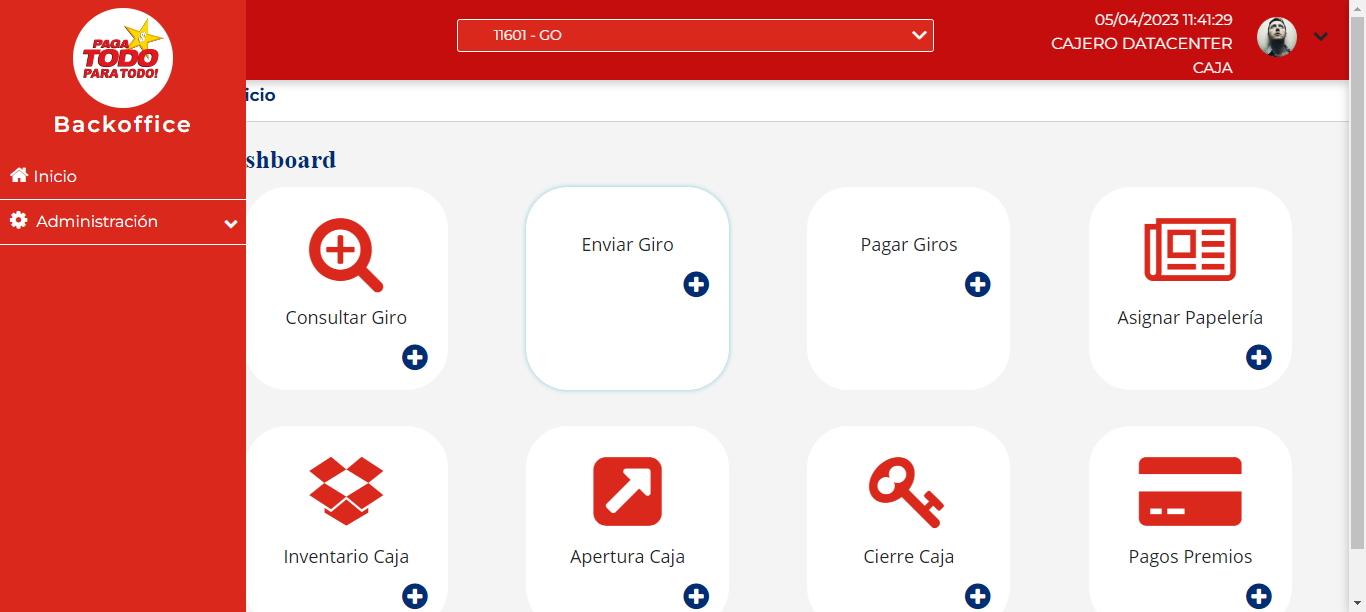 PAGA
TODO
PARA TODO!
Backoffice
Inicio
Administración
11601 - GO
05/04/2023 11:41:29
CAJERO DATACENTER
CAJA
icio
shboard
Consultar Giro
Enviar Giro
Pagar Giros
Asignar Papelería
Inventario Caja
Apertura Caja
Cierre Caja
Pagos Premios